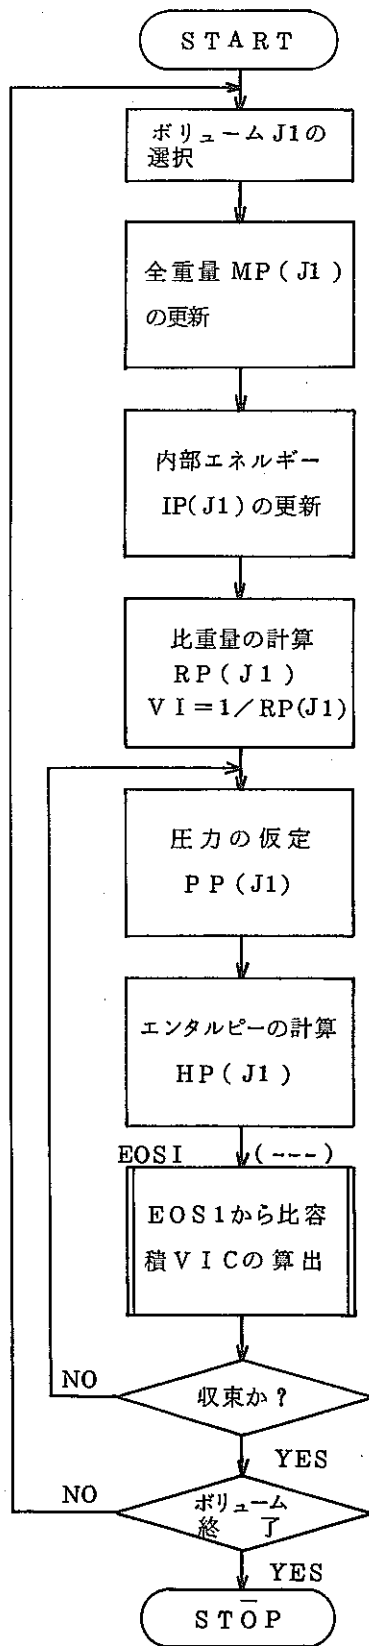 START
ボリュームJ1の
選択
全重量 MP(J1)
の更新
内部エネルギー
IP(J1)の更新
比重量の計算
RP(J1)
VI=1/RP(J1)
圧力の仮定
PP(J1)
エンタルピーの計算
HP(J1)
EOSI (---)
EOS1から比容
積VICの算出
収束か?
NO
YES
ボリューム
終 了
NO
YES
STOP